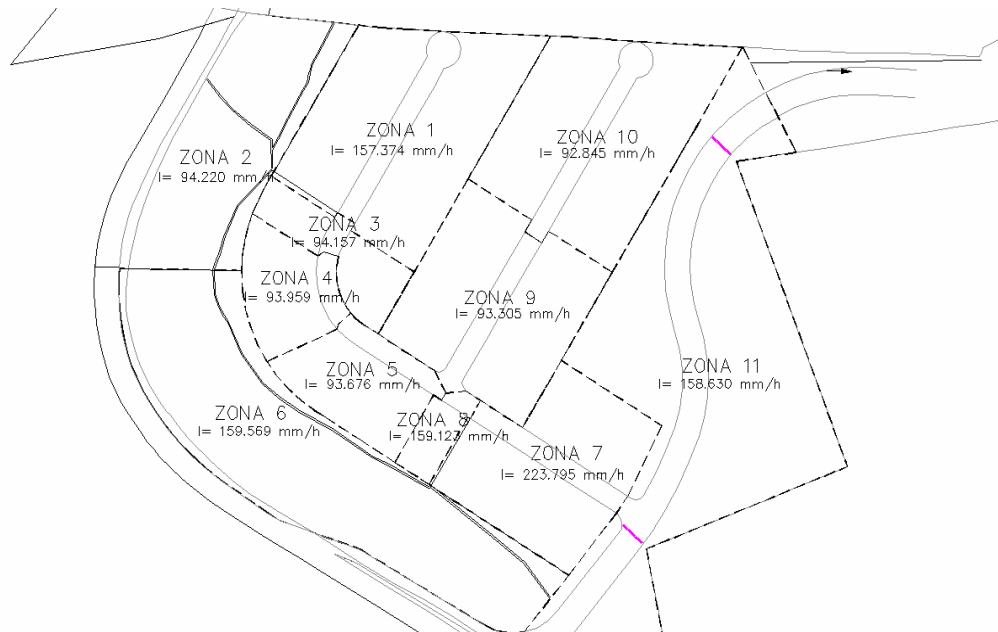 ZONA 1
I= 157.374 mm/h
ZONA 10
I= 92.845 mm/h
ZONA 2
I= 94.220 mm/h
ZONA 3
I= 94.157 mm/h
ZONA 4
I= 93.959 mm/h
ZONA 9
I= 93.305 mm/h
ZONA 5
I= 93.676 mm/h
ZONA 11
I= 158.630 mm/h
ZONA 6
I= 159.569 mm/h
ZONA 8
I= 159.123 mm/h
ZONA 7
I= 223.795 mm/h